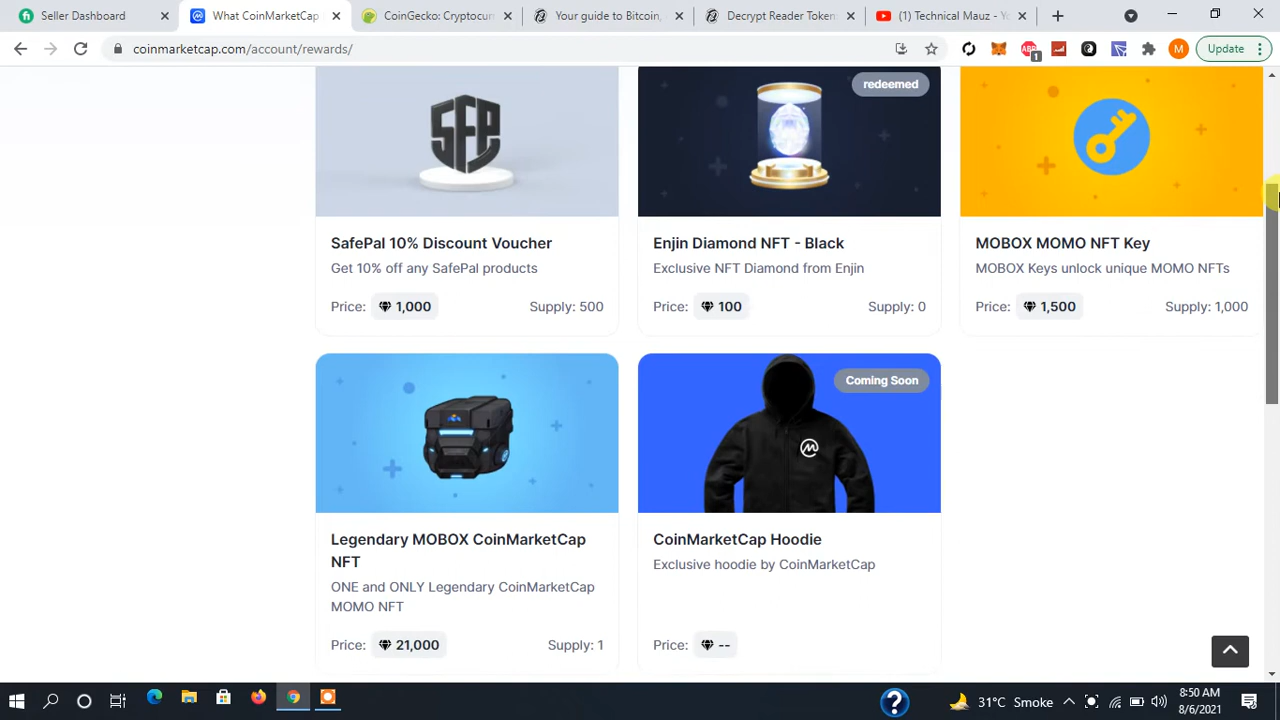 Seller Dashboard
What CoinMarketCap
CoinGecko: Cryptocur
Your guide to Bitcoin,
Decrypt Reader Token:
(1) Technical Mauz - Y
coinmarketcap.com/account/rewards/
ABP
1
M
Update
SFP
redeemed
SafePal 10% Discount Voucher
Get 10% off any SafePal products
Price: 1,000 Supply: 500
Enjin Diamond NFT - Black
Exclusive NFT Diamond from Enjin
Price: 100 Supply: 0
MOBOX MOMO NFT Key
MOBOX Keys unlock unique MOMO NFTs
Price: 1,500 Supply: 1,000
Coming Soon
Legendary MOBOX CoinMarketCap
NFT
ONE and ONLY Legendary CoinMarketCap
MOMO NFT
Price: 21,000 Supply: 1
CoinMarketCap Hoodie
Exclusive hoodie by CoinMarketCap
Price: --
31°C Smoke
8:50 AM
8/6/2021